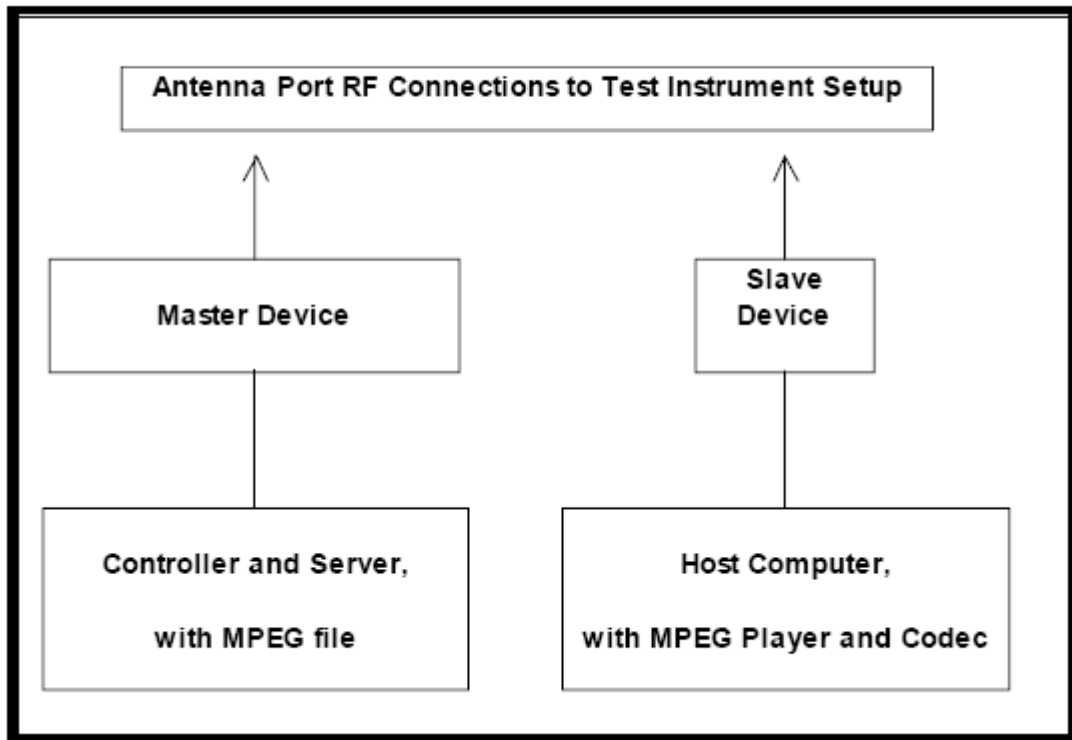 Antenna Port RF Connections to Test Instrument Setup
Master Device
Slave
Device
Controller and Server,
with MPEG file
Host Computer,
with MPEG Player and Codec